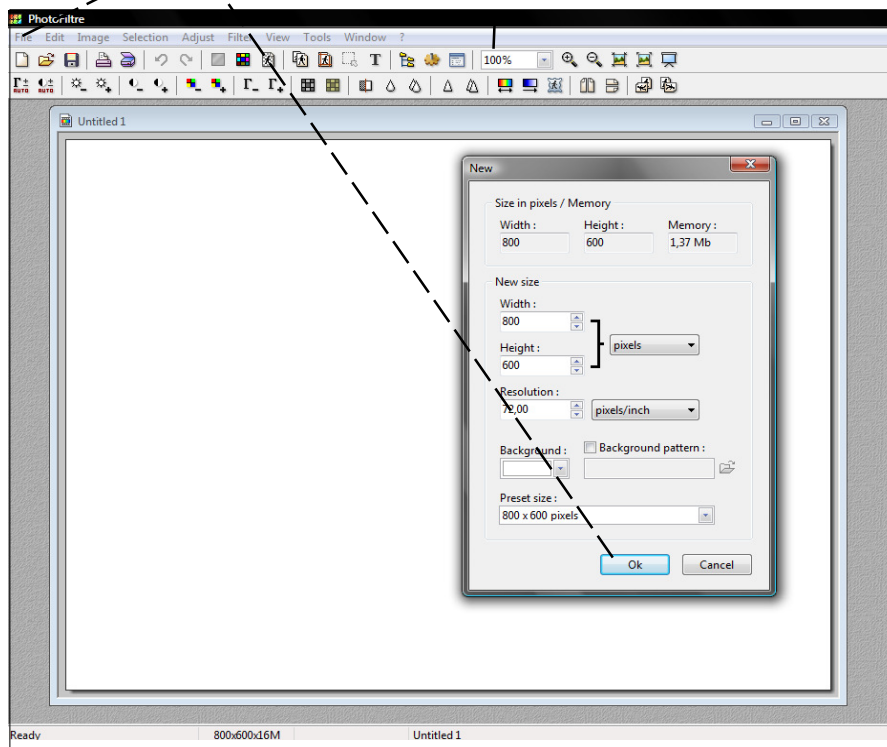 PhotoFiltre
File Edit Image Selection Adjust Filter View Tools Window ?
T 100%
Γ± AUTO AUTO Γ- Γ+
Untitled 1
New
Size in pixels / Memory
Width : Height : Memory :
800 600 1,37 Mb
New size
Width :
800
pixels
Height :
600
Resolution :
72,00 pixels/inch
Background : Background pattern :
Preset size :
800 x 600 pixels
Ok Cancel
Ready 800x600x16M Untitled 1